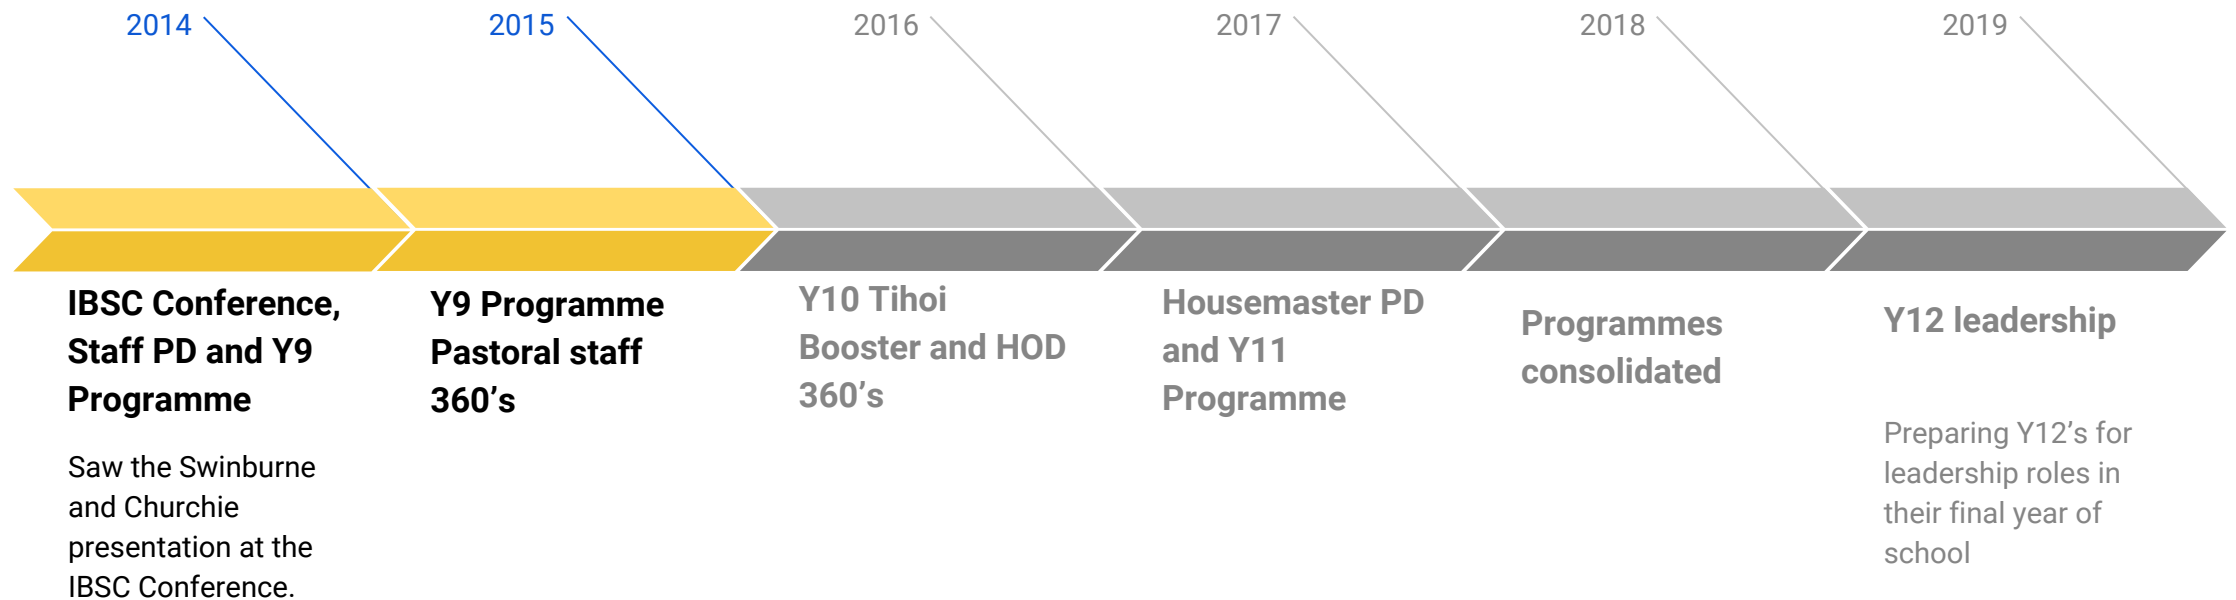 2014
2015
2016
2017
2018
2019
IBSC Conference,
Staff PD and Y9
Programme
Saw the Swinburne
and Churchie
presentation at the
IBSC Conference.
Y9 Programme
Pastoral staff
360’s
Y10 Tihoi
Booster and HOD
360’s
Housemaster PD
and Y11
Programme
Programmes
consolidated
Y12 leadership
Preparing Y12’s for
leadership roles in
their final year of
school